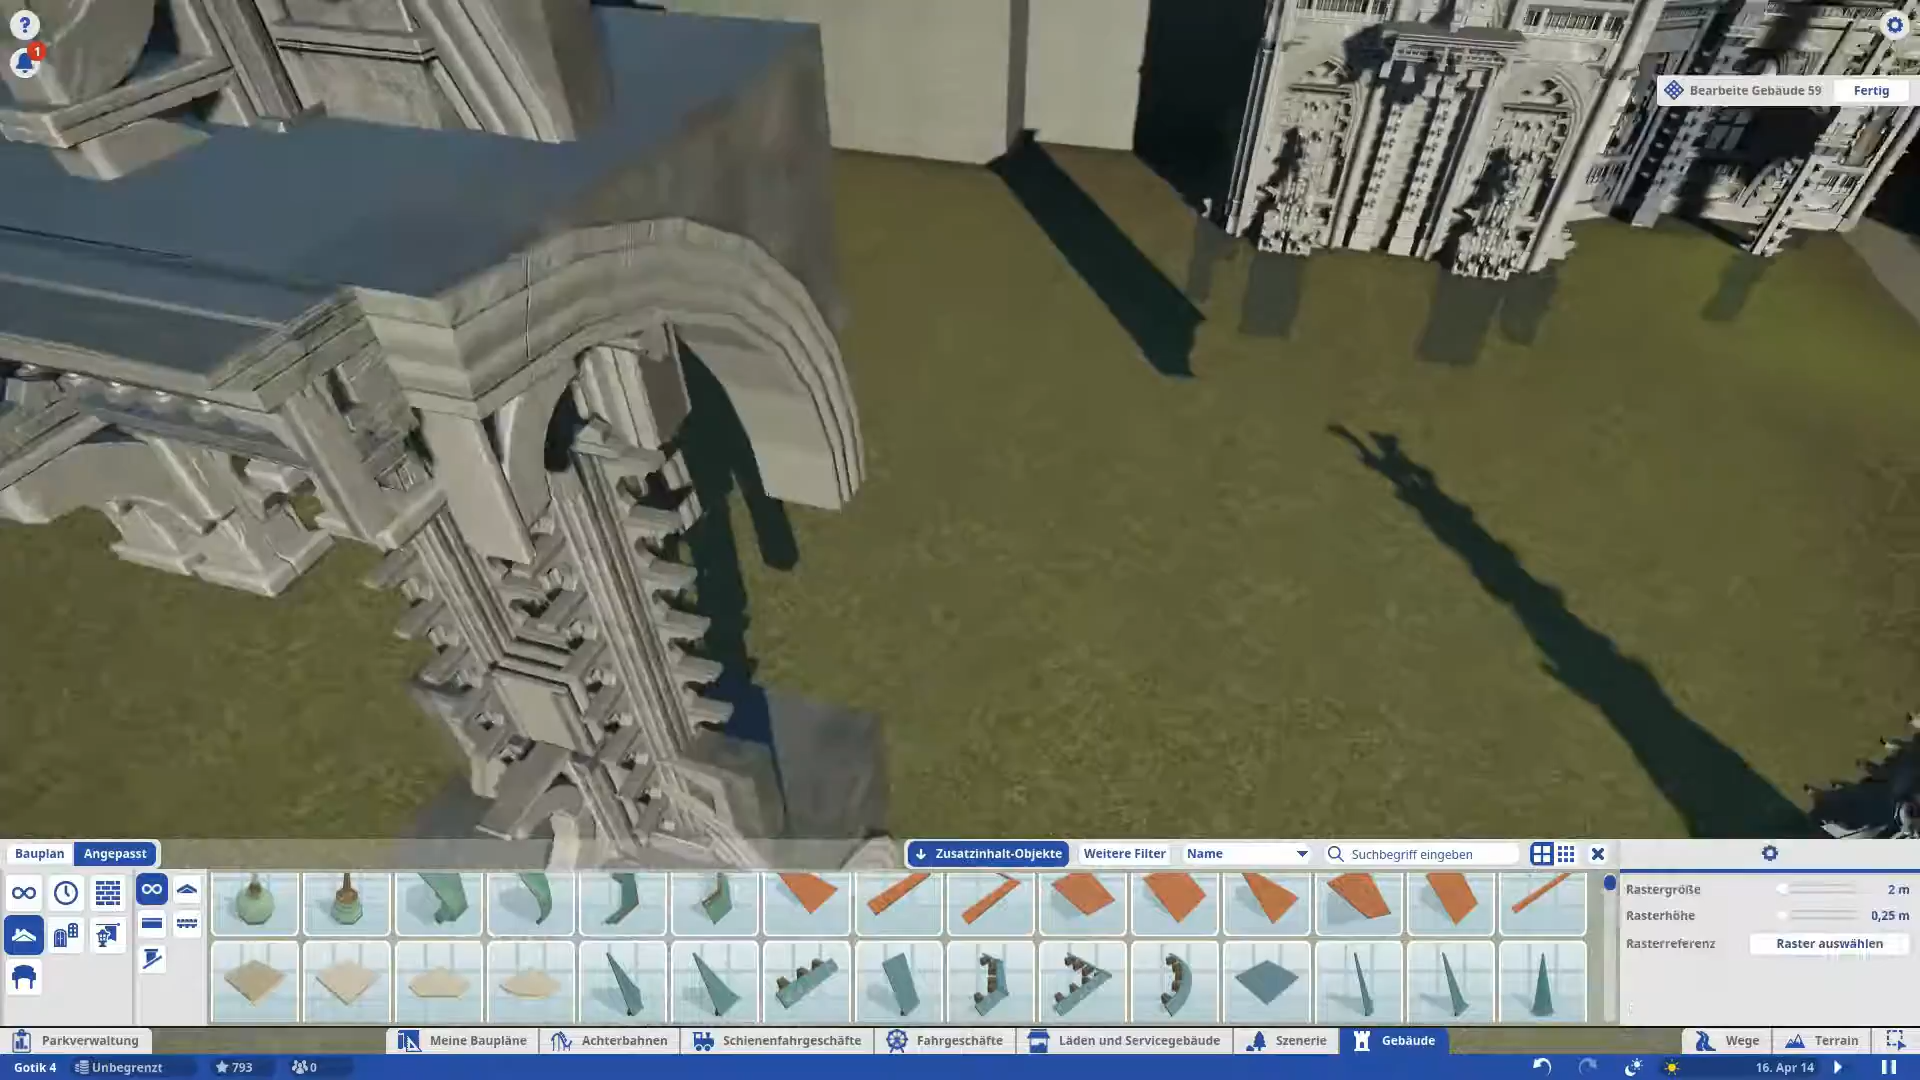 ?
1
Bearbeite Gebäude 59
Fertig
Bauplan
Angepasst
Zusatzinhalt-Objekte
Weitere Filter
Name
Suchbegriff eingeben
Rastergröße
2 m
Rasterhöhe
0,25 m
Rasterreferenz
Raster auswählen
Parkverwaltung
Meine Baupläne
Achterbahnen
Schienenfahrgeschäfte
Fahrgeschäfte
Läden und Servicegebäude
Szenerie
Gebäude
Wege
Terrain
Gotik 4
Unbegrenzt
793
0
16. Apr 14